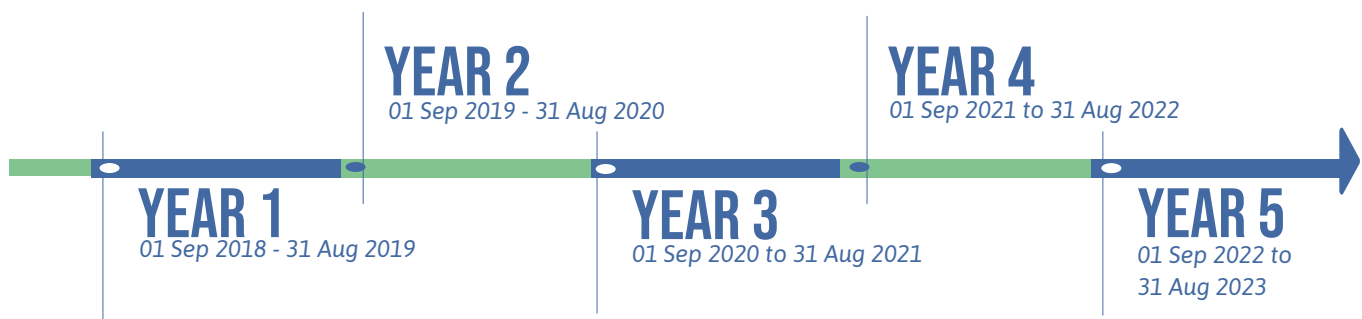 YEAR 1
01 Sep 2018 - 31 Aug 2019
YEAR 2
01 Sep 2019 - 31 Aug 2020
YEAR 3
01 Sep 2020 to 31 Aug 2021
YEAR 4
01 Sep 2021 to 31 Aug 2022
YEAR 5
01 Sep 2022 to
31 Aug 2023